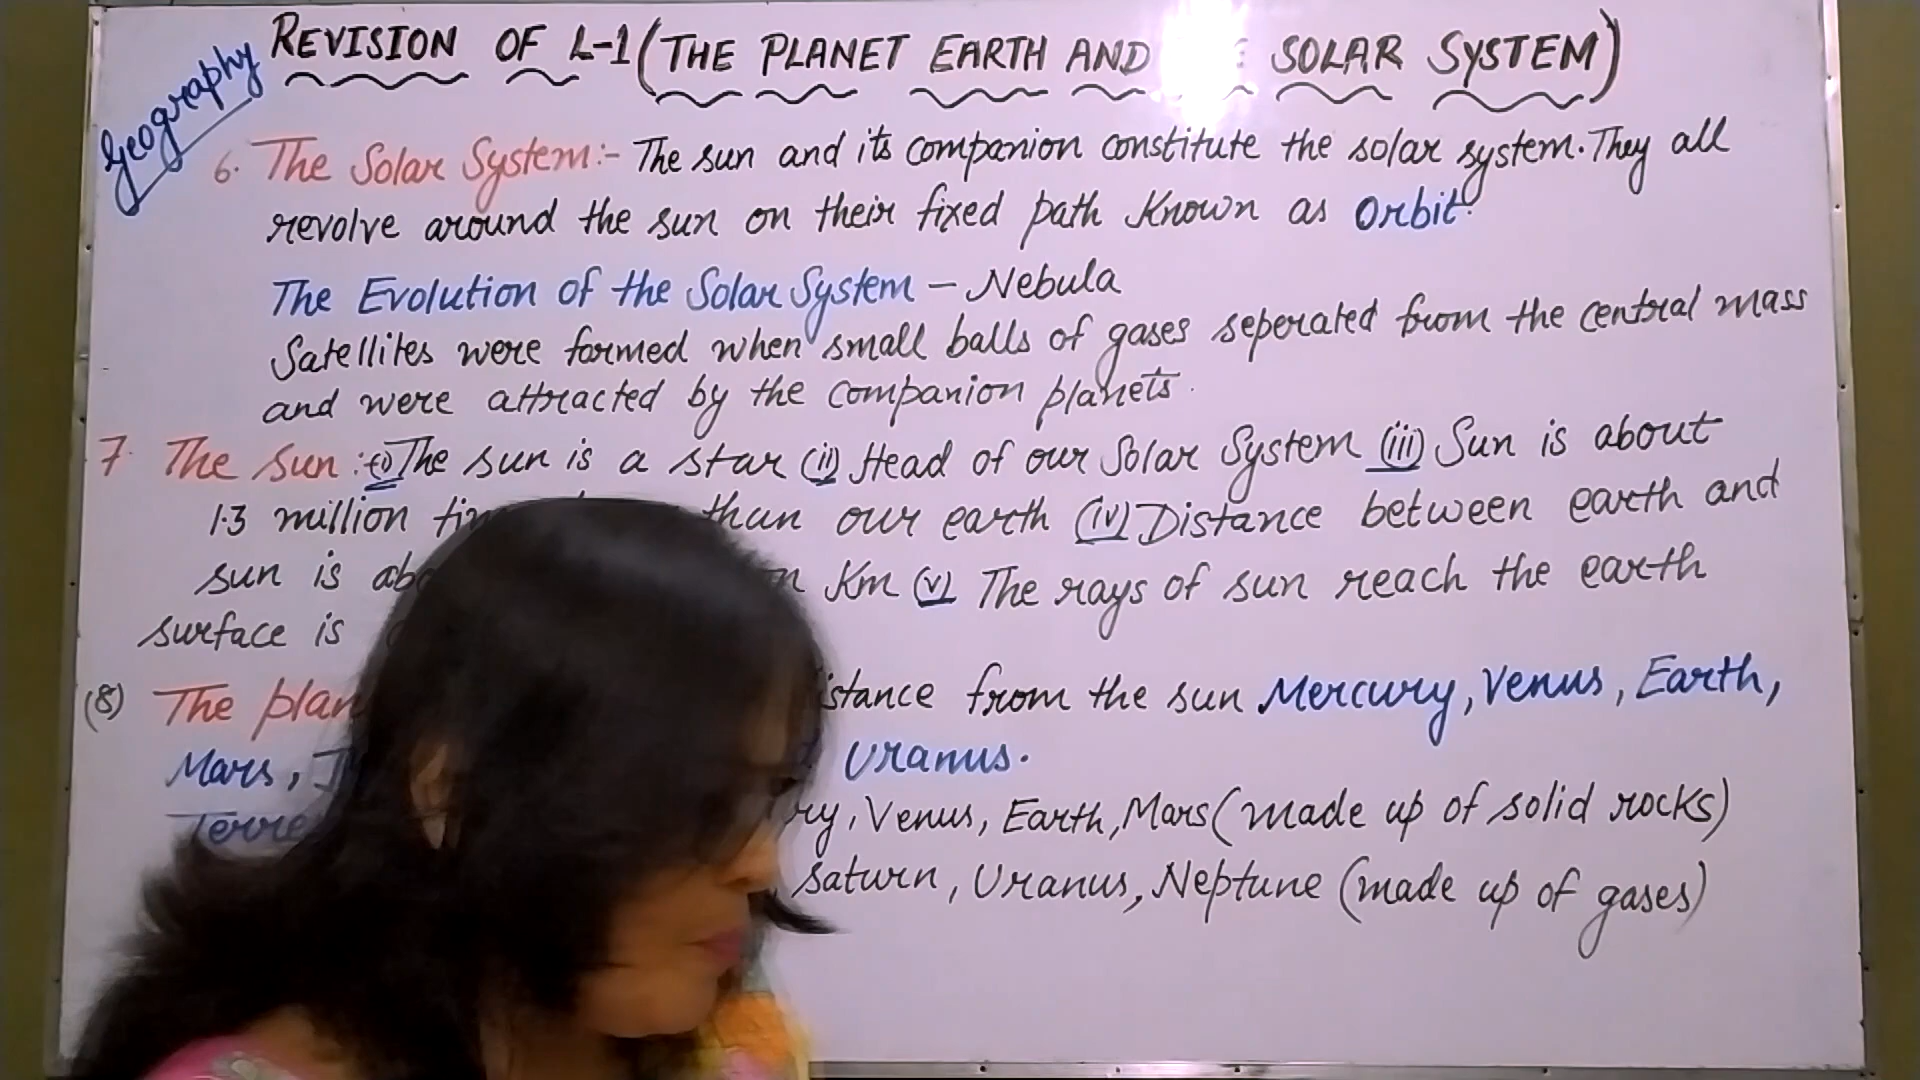 Geography
REVISION OF L-1 (THE PLANET EARTH AND SOLAR SYSTEM)
6. The Solar System:- The sun and its companion constitute the solar system. They all
revolve around the sun on their fixed path known as Orbit.
The Evolution of the Solar System – Nebula
Satellites were formed when small balls of gases seperated from the central mass
and were attracted by the companion planets.
7. The Sun: (i) The sun is a star (ii) Head of our Solar System (iii) Sun is about
1.3 million than our earth (iv) Distance between earth and
sun is Km (v) The rays of sun reach the earth
surface is
(8) The from the sun Mercury, Venus, Earth,
Mars, Uranus.
Venus, Earth, Mars (made up of solid rocks)
Saturn, Uranus, Neptune (made up of gases)